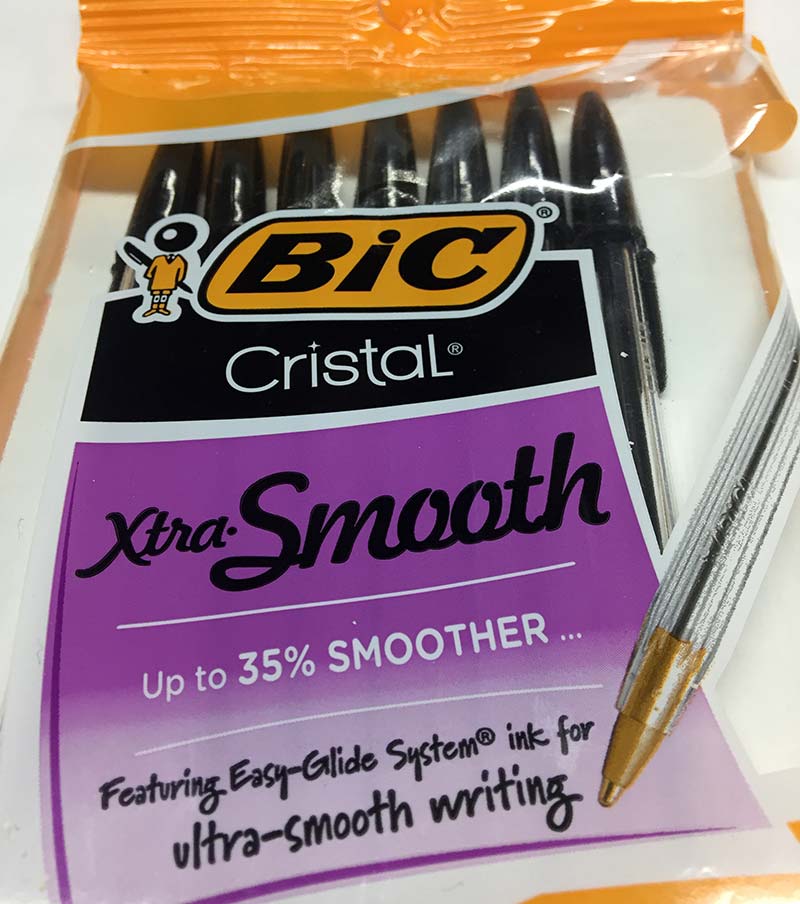 BiC®
Cristal®
Xtra·Smooth
Up to 35% SMOOTHER ...
Featuring Easy-Glide System® ink for
ultra-smooth writing